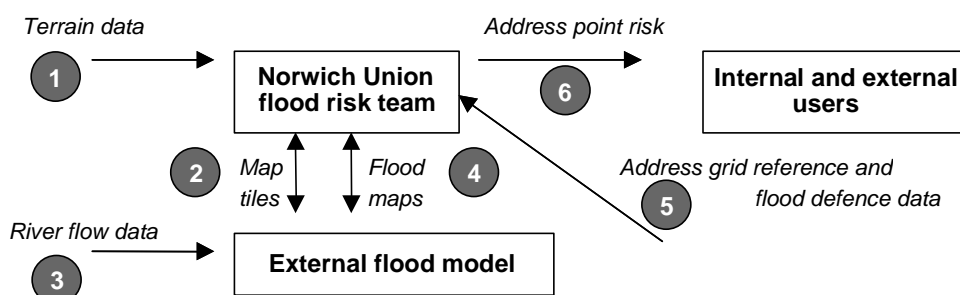 Terrain data
Address point risk
1
Norwich Union
flood risk team
6
Internal and external
users
2
Map
tiles
Flood
maps
4
Address grid reference and
flood defence data
5
River flow data
3
External flood model